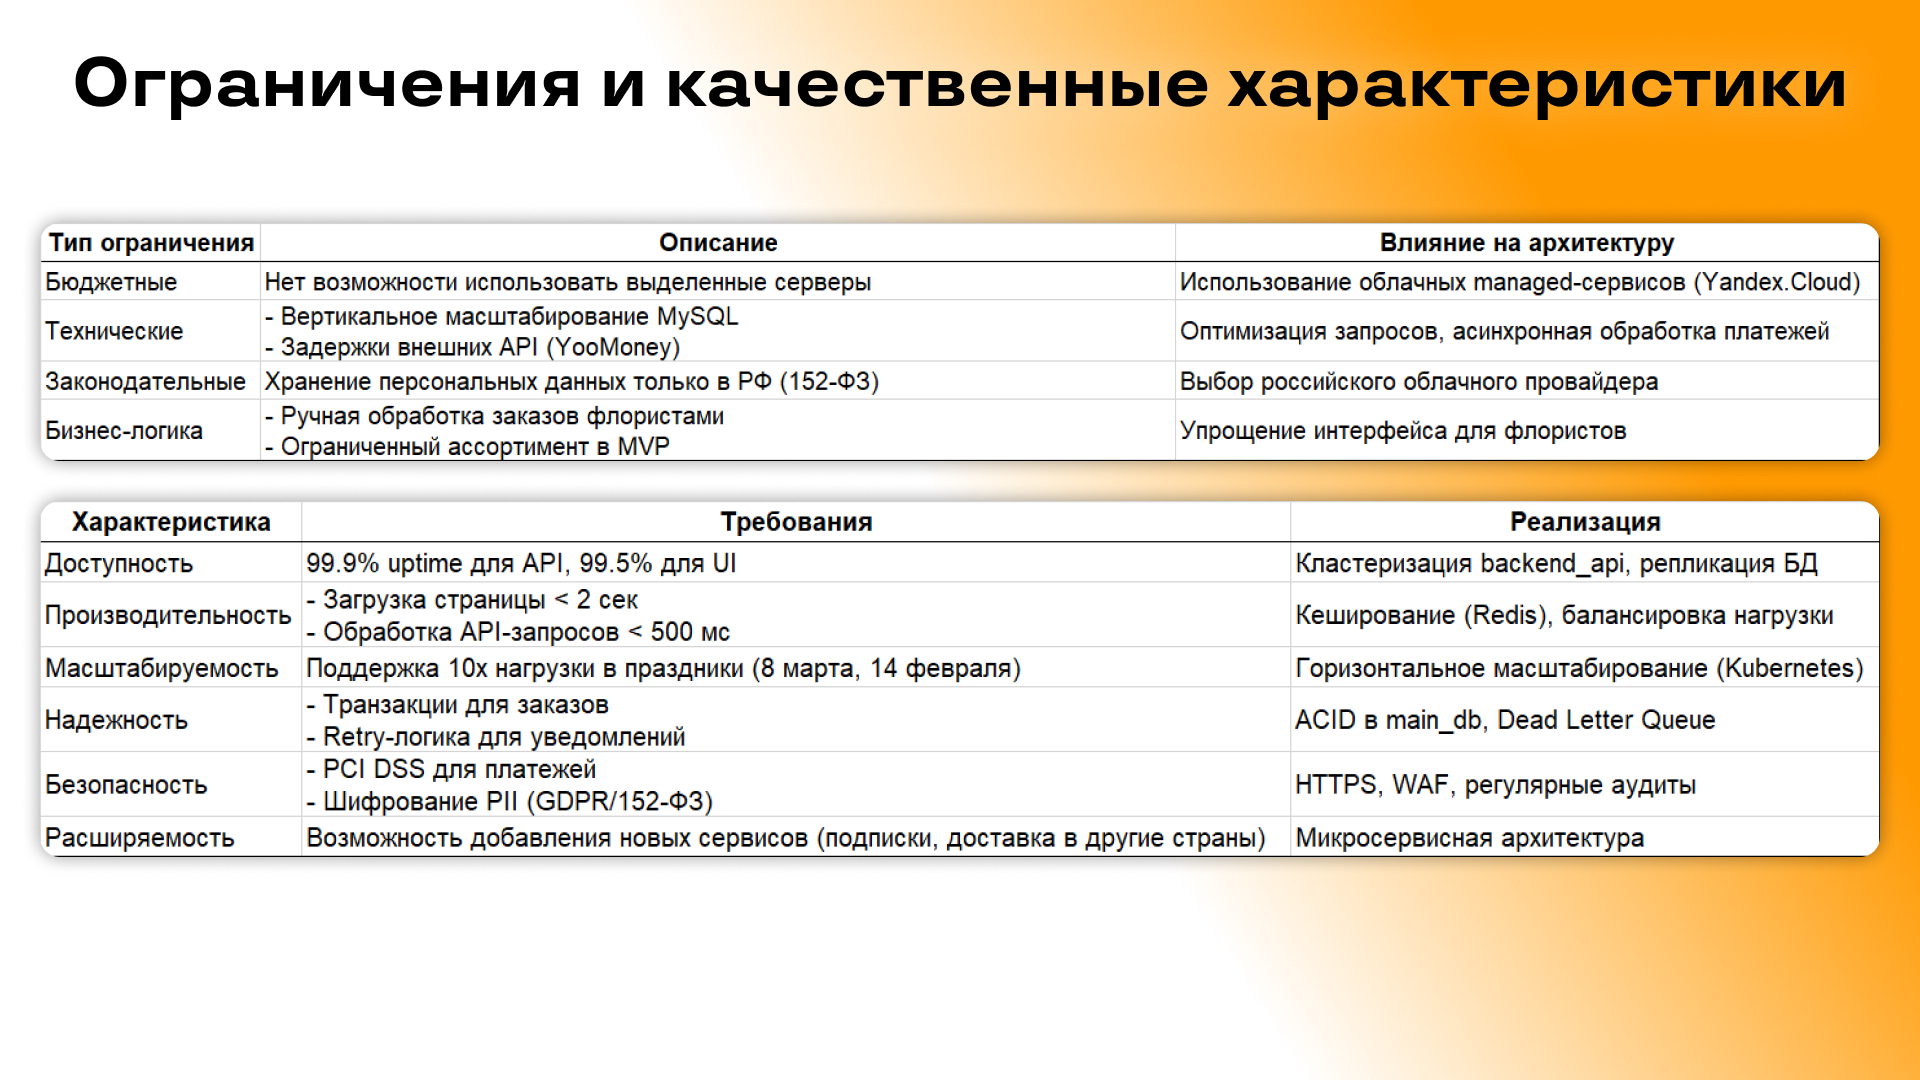 Ограничения и качественные характеристики
Тип ограничения Описание Влияние на архитектуру
Бюджетные Нет возможности использовать выделенные серверы Использование облачных managed-сервисов (Yandex.Cloud)
Технические - Вертикальное масштабирование MySQL
- Задержки внешних API (YooMoney) Оптимизация запросов, асинхронная обработка платежей
Законодательные Хранение персональных данных только в РФ (152-ФЗ) Выбор российского облачного провайдера
Бизнес-логика - Ручная обработка заказов флористами
- Ограниченный ассортимент в MVP Упрощение интерфейса для флористов
Характеристика Требования Реализация
Доступность 99.9% uptime для API, 99.5% для UI Кластеризация backend_api, репликация БД
Производительность - Загрузка страницы < 2 сек
- Обработка API-запросов < 500 мс Кеширование (Redis), балансировка нагрузки
Масштабируемость Поддержка 10x нагрузки в праздники (8 марта, 14 февраля) Горизонтальное масштабирование (Kubernetes)
Надежность - Транзакции для заказов
- Retry-логика для уведомлений ACID в main_db, Dead Letter Queue
Безопасность - PCI DSS для платежей
- Шифрование PII (GDPR/152-ФЗ) HTTPS, WAF, регулярные аудиты
Расширяемость Возможность добавления новых сервисов (подписки, доставка в другие страны) Микросервисная архитектура